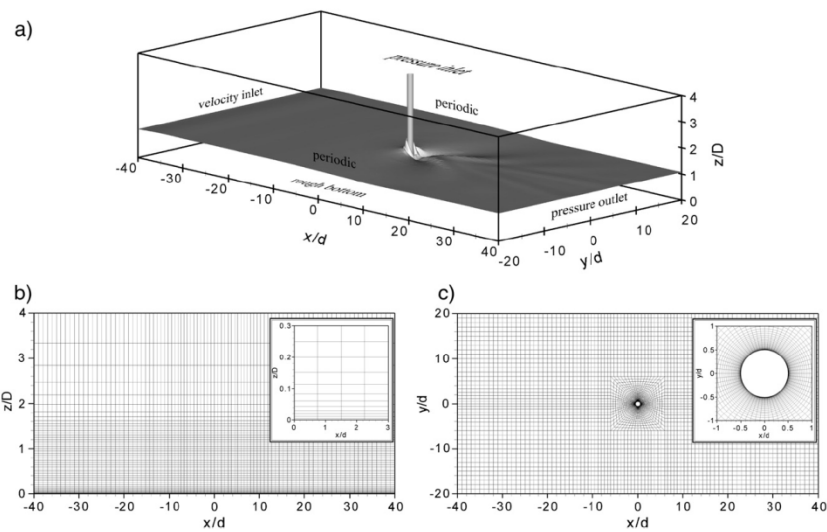 a)
pressure inlet
velocity inlet
periodic
periodic
rough bottom
pressure outlet
4
3
2
1
0
z/D
-40
-30
-20
-10
0
10
20
30
40
x/d
-20
-10
0
10
20
y/d
b)
4
3
2
1
0
z/D
-40 -30 -20 -10 0 10 20 30 40
x/d
0.3
0.2
0.1
0
z/D
0 1 2 3
x/d
c)
20
10
0
-10
-20
y/d
-40 -30 -20 -10 0 10 20 30 40
x/d
1
0.5
0
-0.5
-1
y/d
-1 -0.5 0 0.5 1
x/d